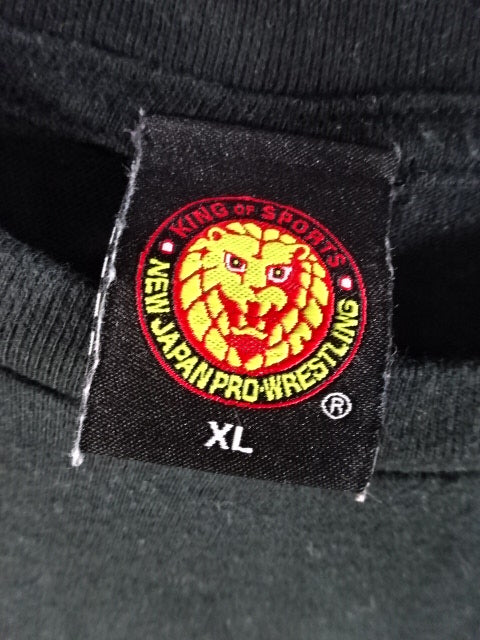 KING OF SPORTS
NEW JAPAN PRO-WRESTLING
®
XL